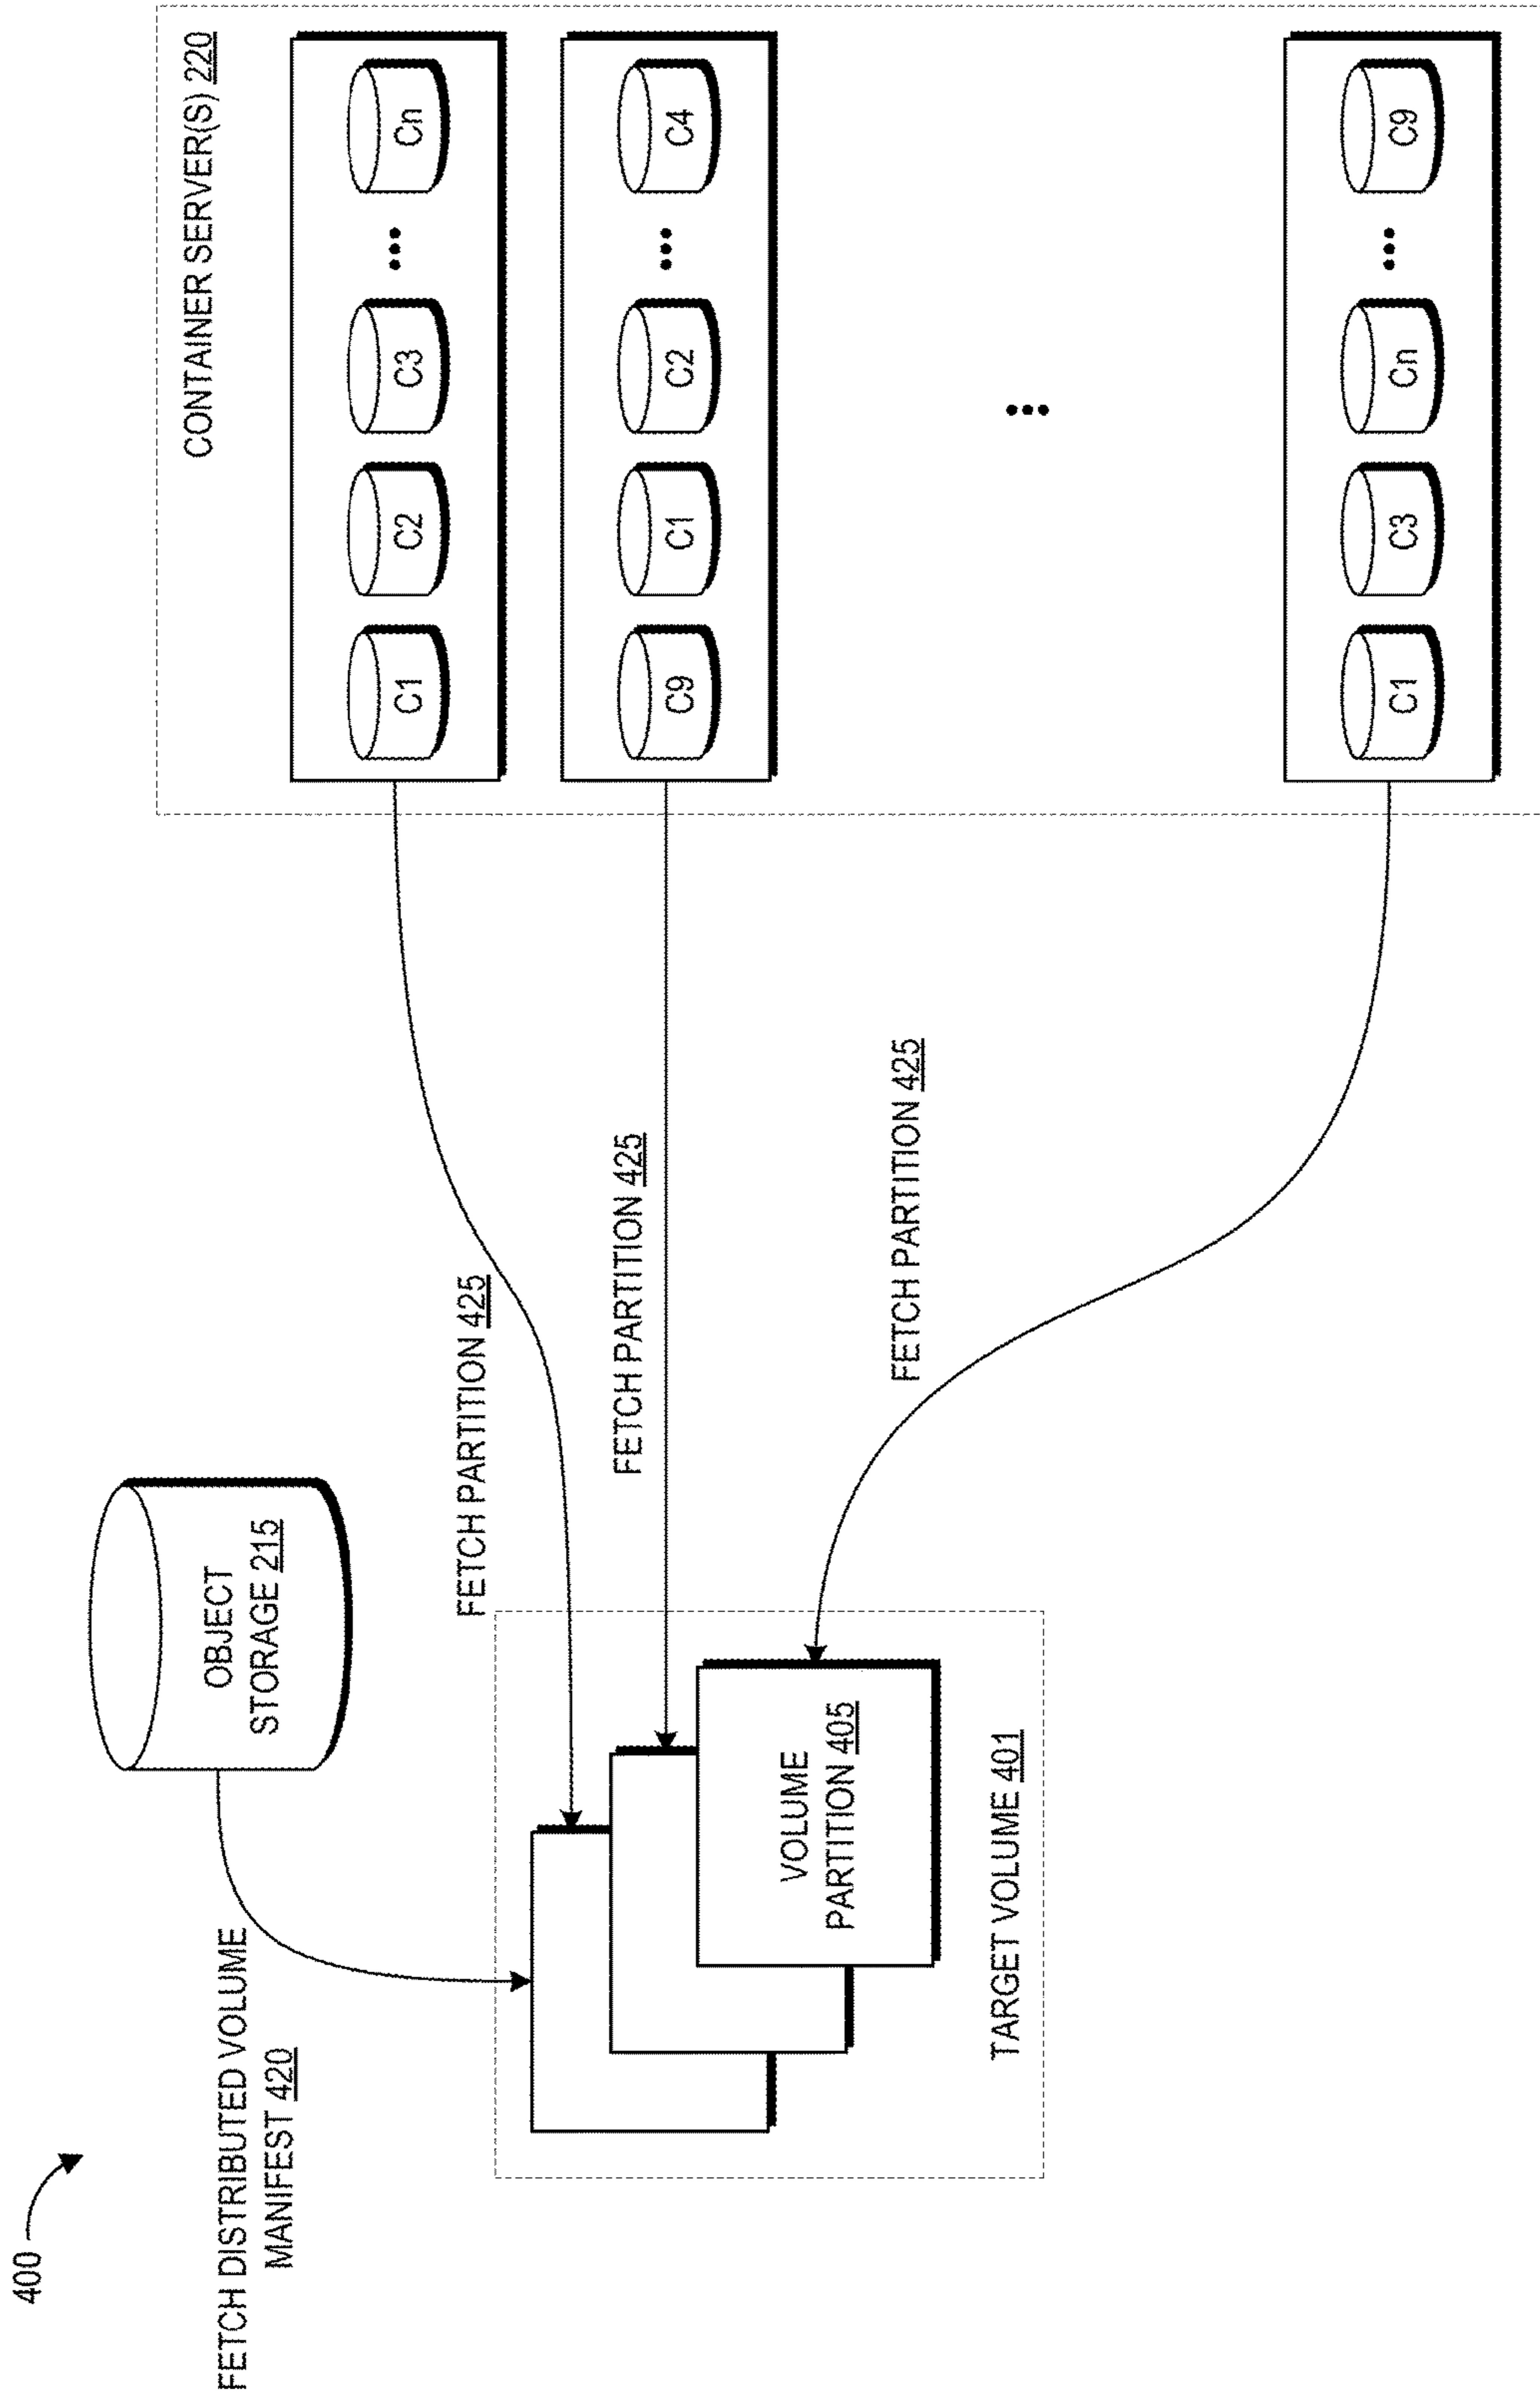 400
FETCH DISTRIBUTED VOLUME
MANIFEST 420
OBJECT
STORAGE 215
FETCH PARTITION 425
FETCH PARTITION 425
FETCH PARTITION 425
VOLUME
PARTITION 405
TARGET VOLUME 401
CONTAINER SERVER(S) 220
C1 C2 C3 ••• Cn
C9 C1 C2 ••• C4
•••
C1 C3 Cn ••• C9